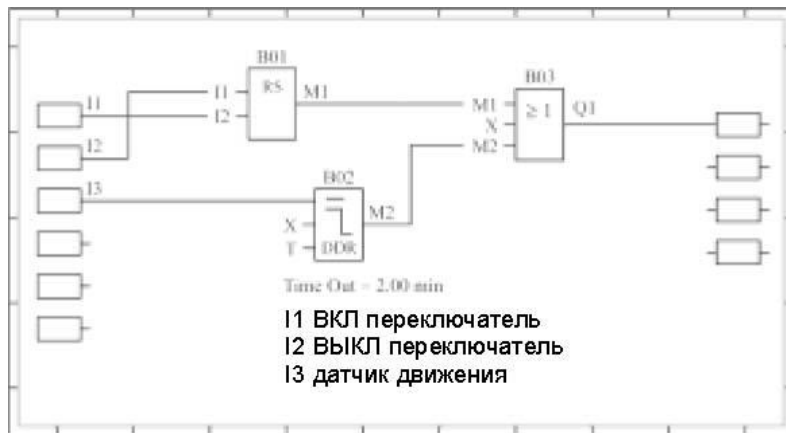 B01
I1 RS M1
I2
B03
M1 ≥ 1 Q1
X
M2
I1
I2
I3
B02
X M2
T DDR
Time Out = 2.00 min
I1 ВКЛ переключатель
I2 ВЫКЛ переключатель
I3 датчик движения